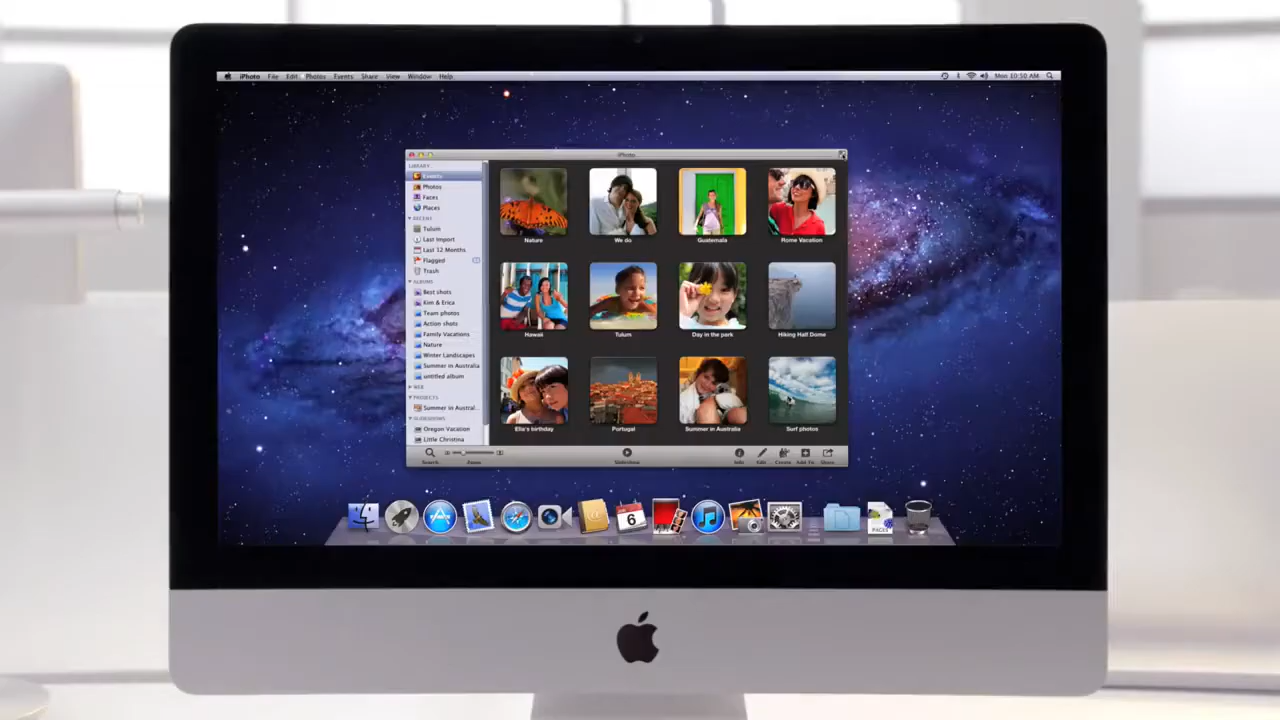 iPhoto File Edit Photos Events Share View Window Help
Mon 10:50 AM
iPhoto
LIBRARY
Events
Photos
Faces
Places
RECENT
Tulum
Last Import
Last 12 Months
Flagged
Trash
ALBUMS
Best shots
Kim & Erica
Team photos
Action shots
Family Vacations
Nature
Winter Landscapes
Summer in Australia
untitled album
WEB
PROJECTS
Summer in Austral...
SLIDESHOWS
Oregon Vacation
Little Christina
Nature We do Guatemala Rome Vacation
Hawaii Tulum Day in the park Hiking Half Dome
Ella's birthday Portugal Summer in Australia Surf photos
Search Zoom Slideshow Info Edit Create Add To Share
6
PAGES